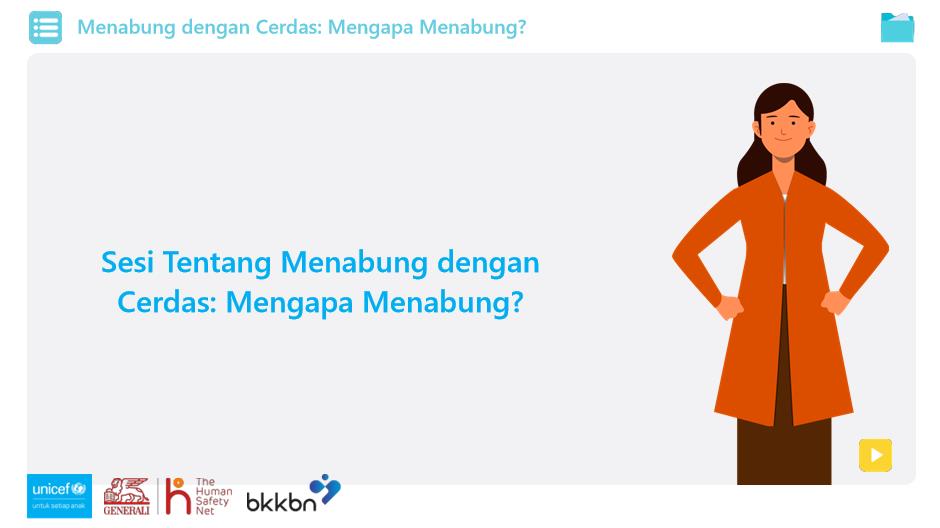 Menabung dengan Cerdas: Mengapa Menabung?
Sesi Tentang Menabung dengan
Cerdas: Mengapa Menabung?
unicef
untuk setiap anak
GENERALI
The
Human
Safety
Net
bkkbn